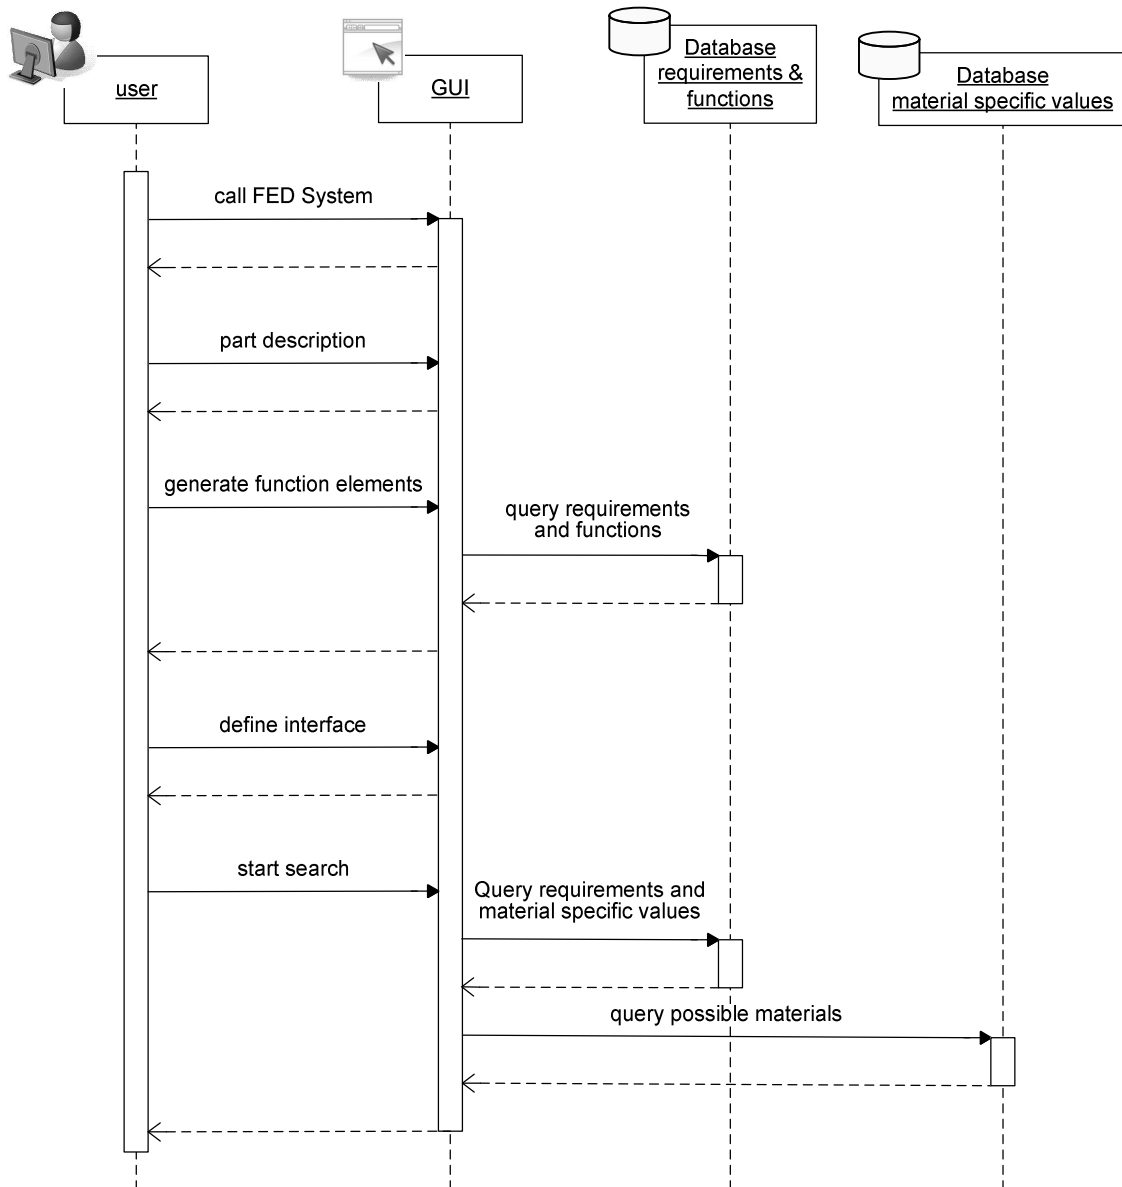 user
GUI
Database
requirements &
functions
Database
material specific values
call FED System
part description
generate function elements
query requirements
and functions
define interface
start search
Query requirements and
material specific values
query possible materials